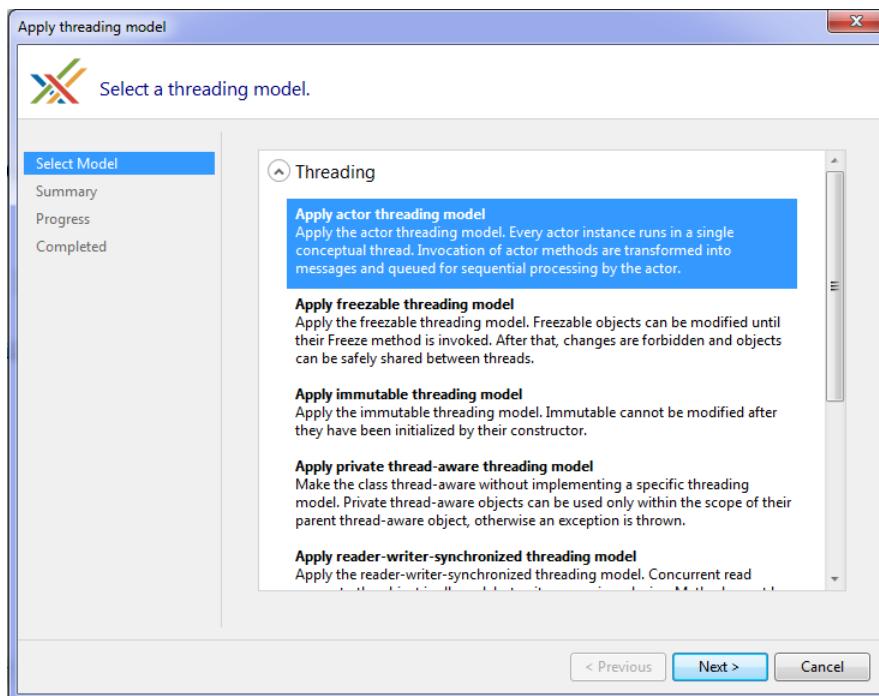 Apply threading model
Select a threading model.
Select Model
Summary
Progress
Completed
Threading
Apply actor threading model
Apply the actor threading model. Every actor instance runs in a single
conceptual thread. Invocation of actor methods are transformed into
messages and queued for sequential processing by the actor.
Apply freezable threading model
Apply the freezable threading model. Freezable objects can be modified until
their Freeze method is invoked. After that, changes are forbidden and objects
can be safely shared between threads.
Apply immutable threading model
Apply the immutable threading model. Immutable cannot be modified after
they have been initialized by their constructor.
Apply private thread-aware threading model
Make the class thread-aware without implementing a specific threading
model. Private thread-aware objects can be used only within the scope of their
parent thread-aware object, otherwise an exception is thrown.
Apply reader-writer-synchronized threading model
Apply the reader-writer-synchronized threading model. Concurrent read
< Previous
Next >
Cancel